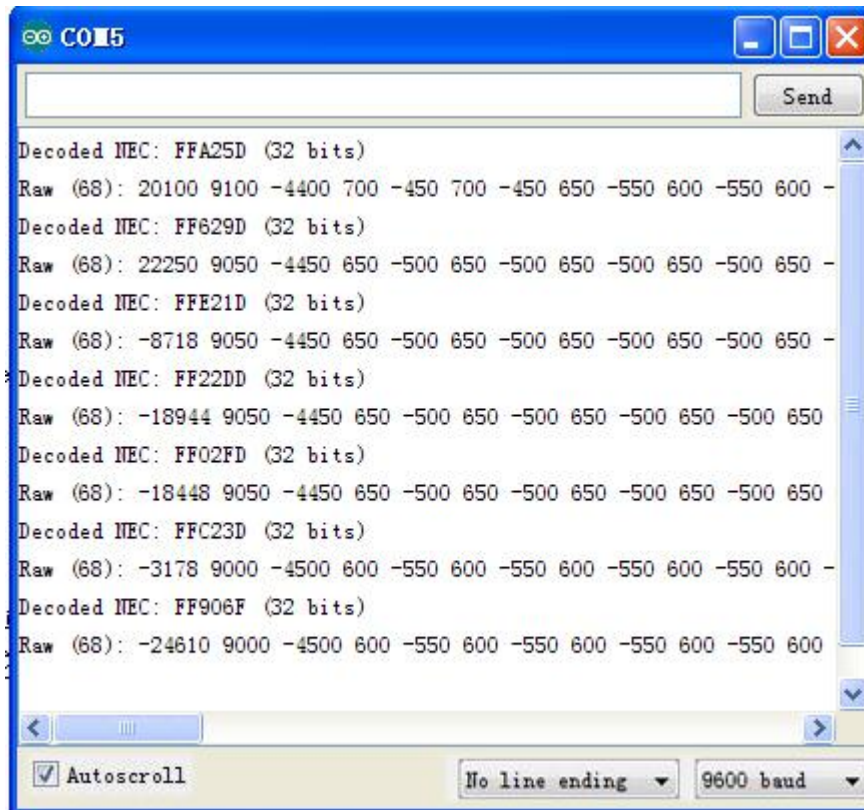 COM5
Send
Decoded NEC: FFA25D (32 bits)
Raw (68): 20100 9100 -4400 700 -450 700 -450 650 -550 600 -550 600 -
Decoded NEC: FF629D (32 bits)
Raw (68): 22250 9050 -4450 650 -500 650 -500 650 -500 650 -500 650 -
Decoded NEC: FFE21D (32 bits)
Raw (68): -8718 9050 -4450 650 -500 650 -500 650 -500 650 -500 650 -
Decoded NEC: FF22DD (32 bits)
Raw (68): -18944 9050 -4450 650 -500 650 -500 650 -500 650 -500 650
Decoded NEC: FF02FD (32 bits)
Raw (68): -18448 9050 -4450 650 -500 650 -500 650 -500 650 -500 650
Decoded NEC: FFC23D (32 bits)
Raw (68): -3178 9000 -4500 600 -550 600 -550 600 -550 600 -550 600 -
Decoded NEC: FF906F (32 bits)
Raw (68): -24610 9000 -4500 600 -550 600 -550 600 -550 600 -550 600
Autoscroll
No line ending
9600 baud